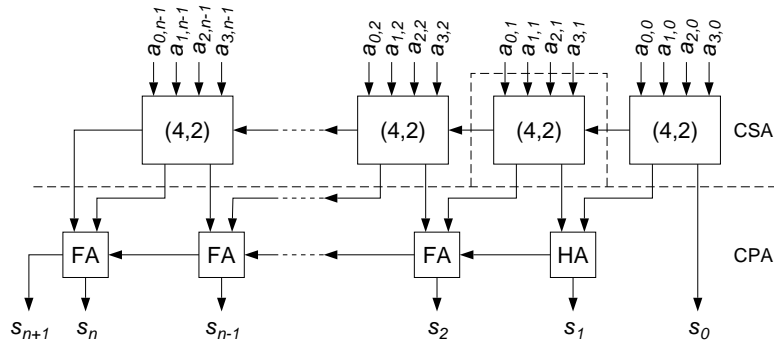 a0,n-1 a1,n-1 a2,n-1 a3,n-1 a0,2 a1,2 a2,2 a3,2 a0,1 a1,1 a2,1 a3,1 a0,0 a1,0 a2,0 a3,0
(4,2) (4,2) (4,2) (4,2) CSA
FA FA FA HA CPA
sn+1 sn sn-1 s2 s1 s0